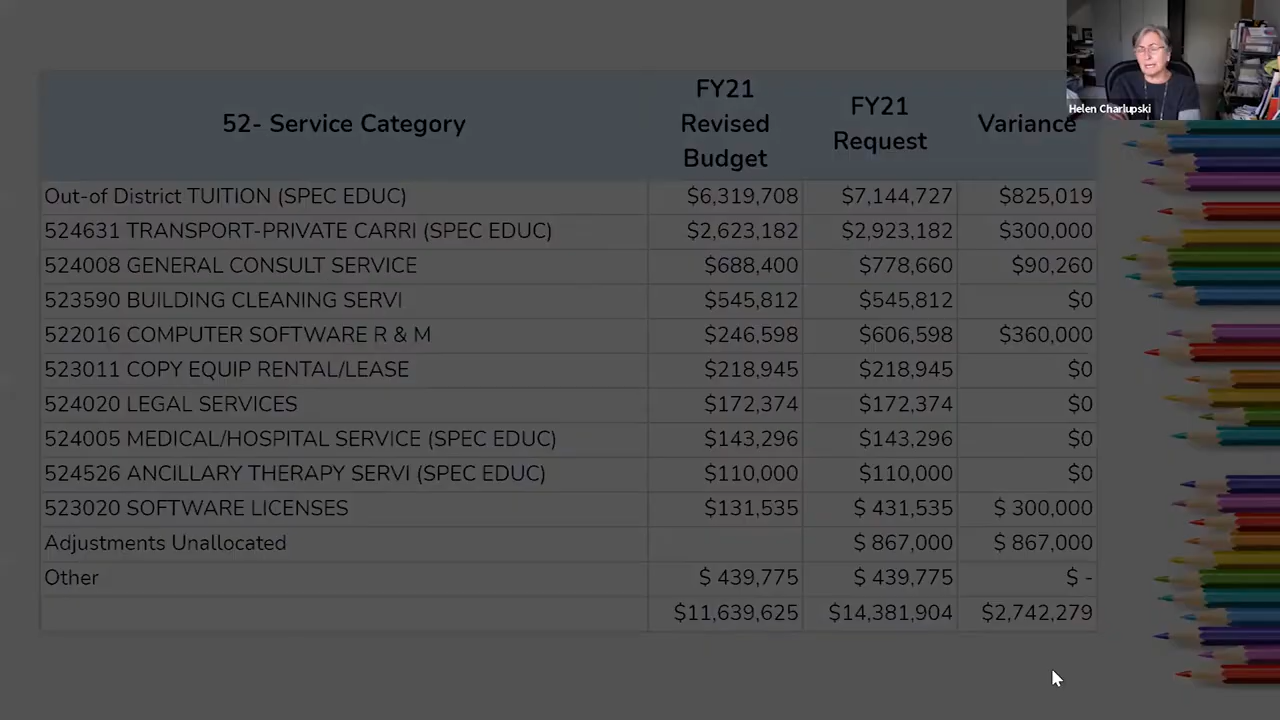 Helen Charlupski
52- Service Category FY21 Revised Budget FY21 Request Variance
Out-of District TUITION (SPEC EDUC) $6,319,708 $7,144,727 $825,019
524631 TRANSPORT-PRIVATE CARRI (SPEC EDUC) $2,623,182 $2,923,182 $300,000
524008 GENERAL CONSULT SERVICE $688,400 $778,660 $90,260
523590 BUILDING CLEANING SERVI $545,812 $545,812 $0
522016 COMPUTER SOFTWARE R & M $246,598 $606,598 $360,000
523011 COPY EQUIP RENTAL/LEASE $218,945 $218,945 $0
524020 LEGAL SERVICES $172,374 $172,374 $0
524005 MEDICAL/HOSPITAL SERVICE (SPEC EDUC) $143,296 $143,296 $0
524526 ANCILLARY THERAPY SERVI (SPEC EDUC) $110,000 $110,000 $0
523020 SOFTWARE LICENSES $131,535 $ 431,535 $ 300,000
Adjustments Unallocated $ 867,000 $ 867,000
Other $ 439,775 $ 439,775 $ -
$11,639,625 $14,381,904 $2,742,279